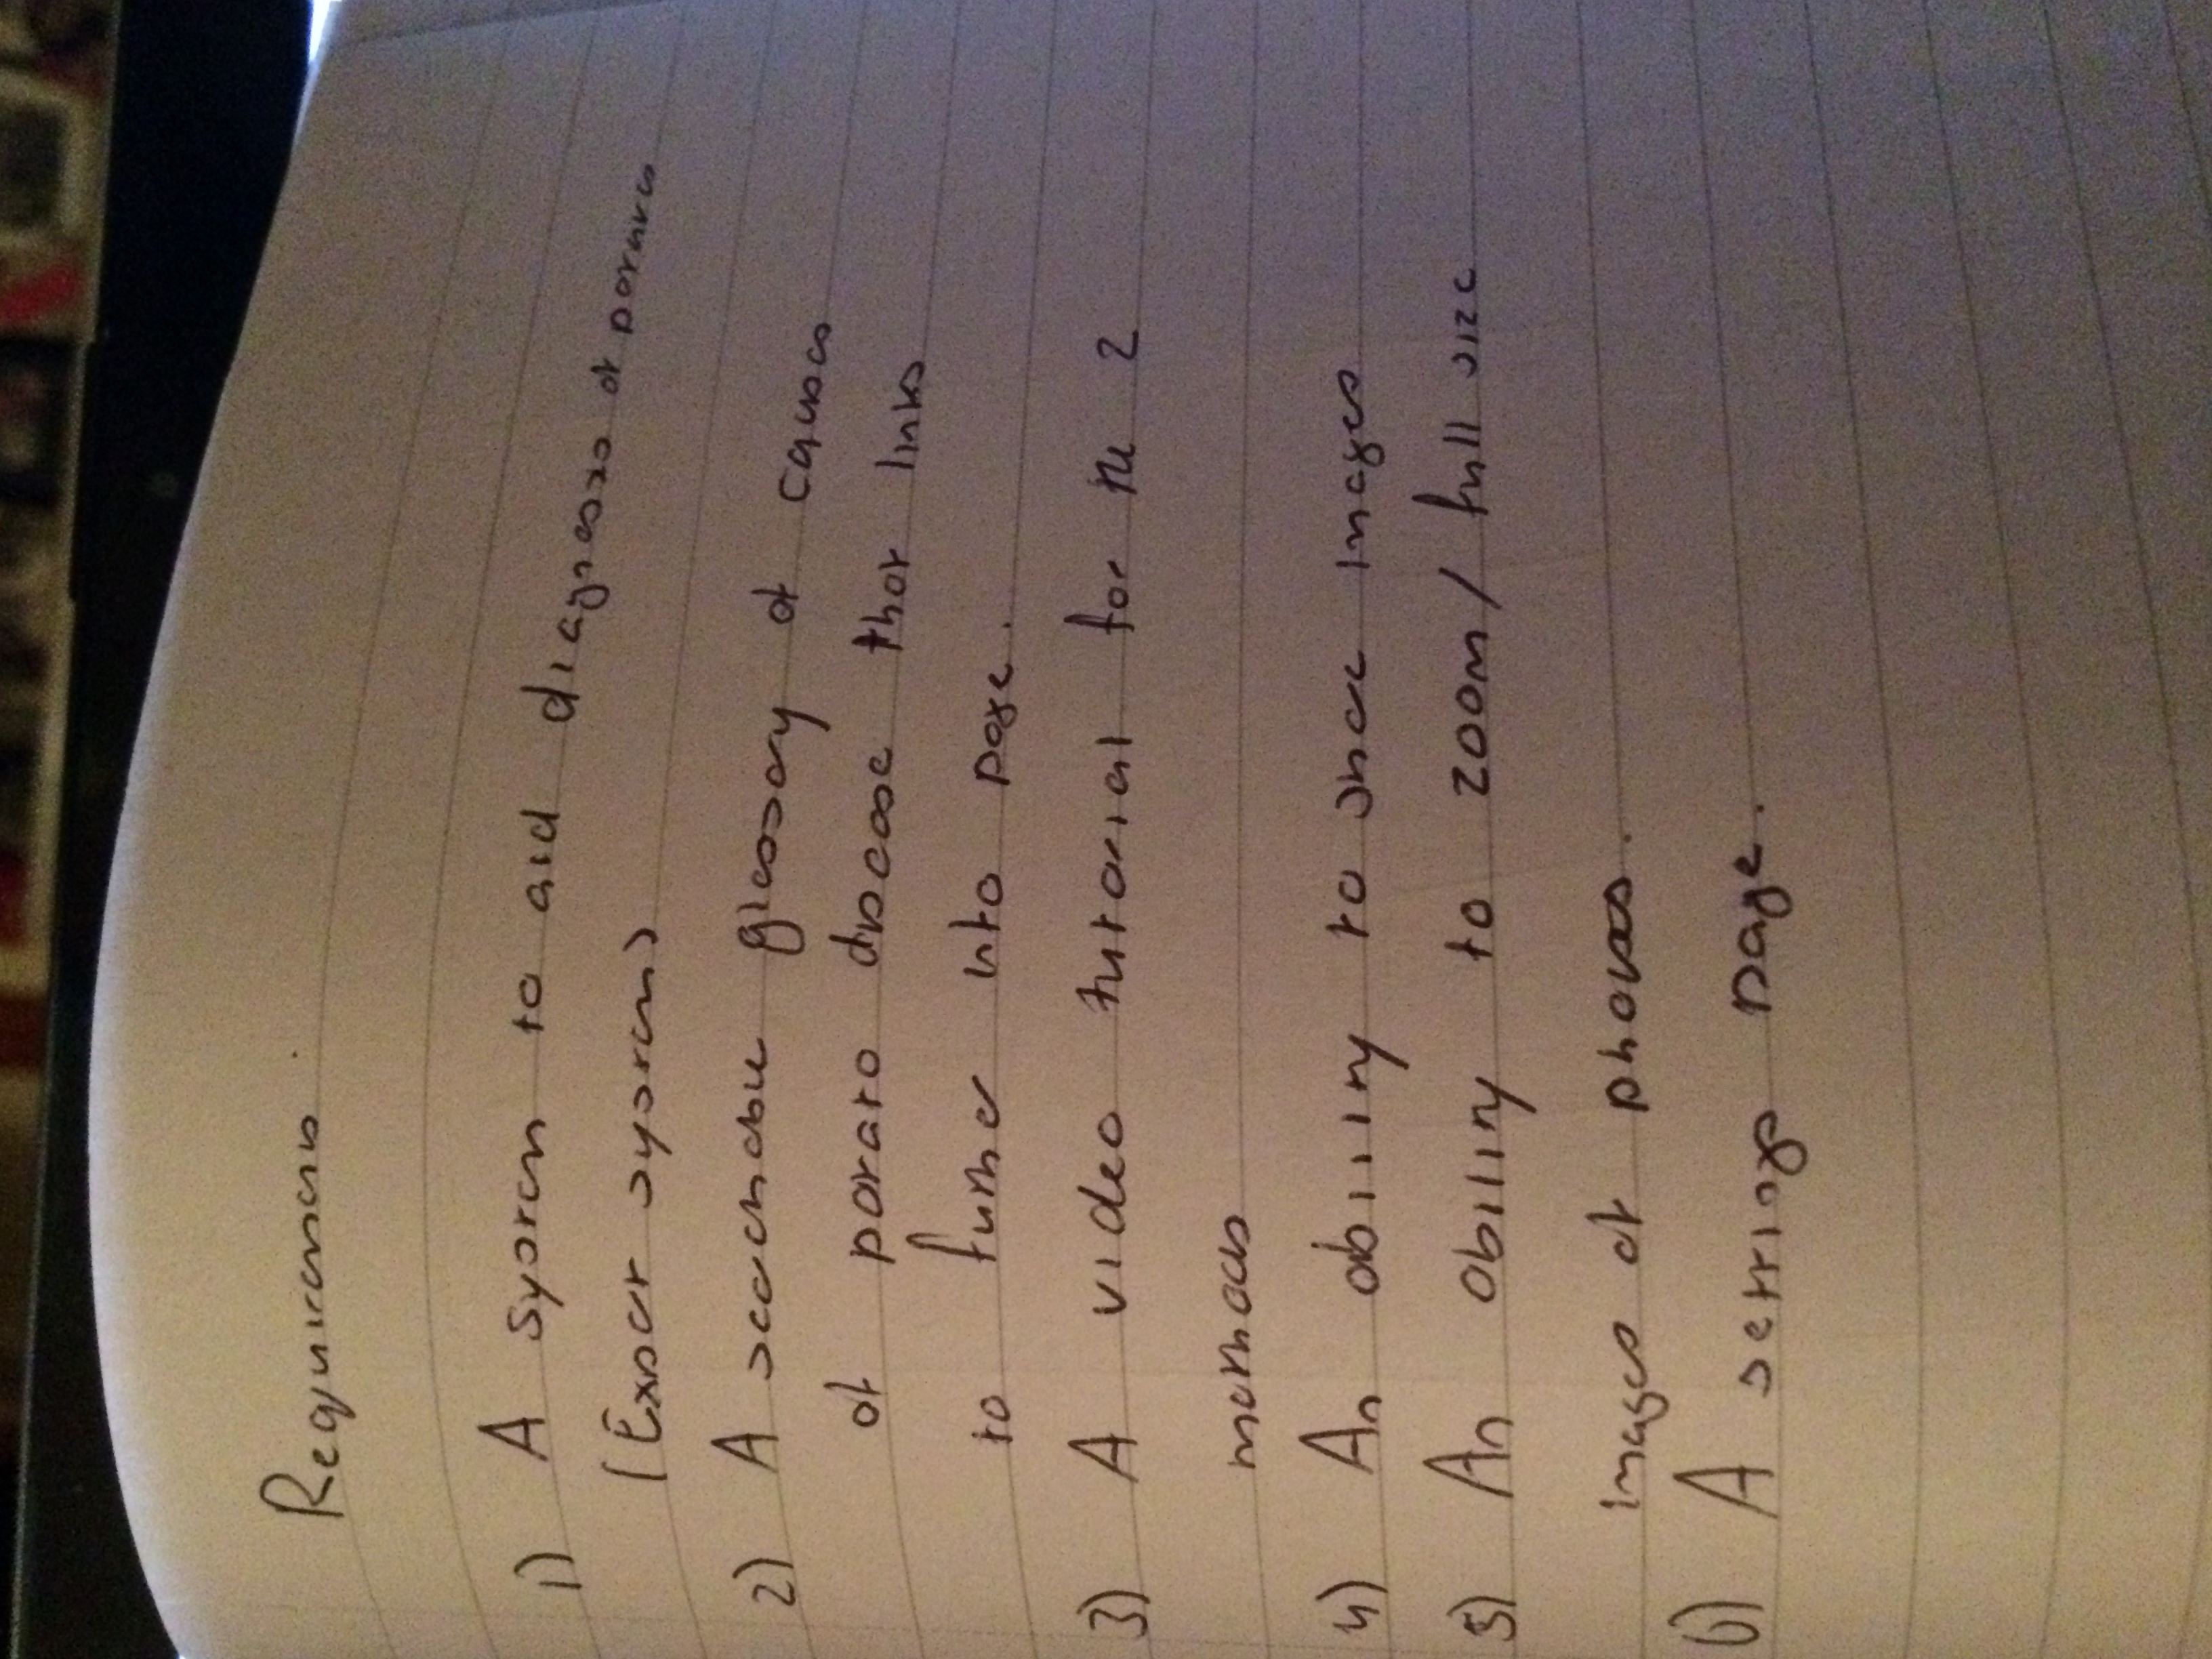 Requirements
1) A system to aid diagnosis of potatoes
(Expert system)
2) A searchable glossary of causes
of potato disease that links
to further info page.
3) A video tutorial for the 2
methods
4) An ability to share images
5) An ability to zoom / full size
images of photos.
6) A settings page.